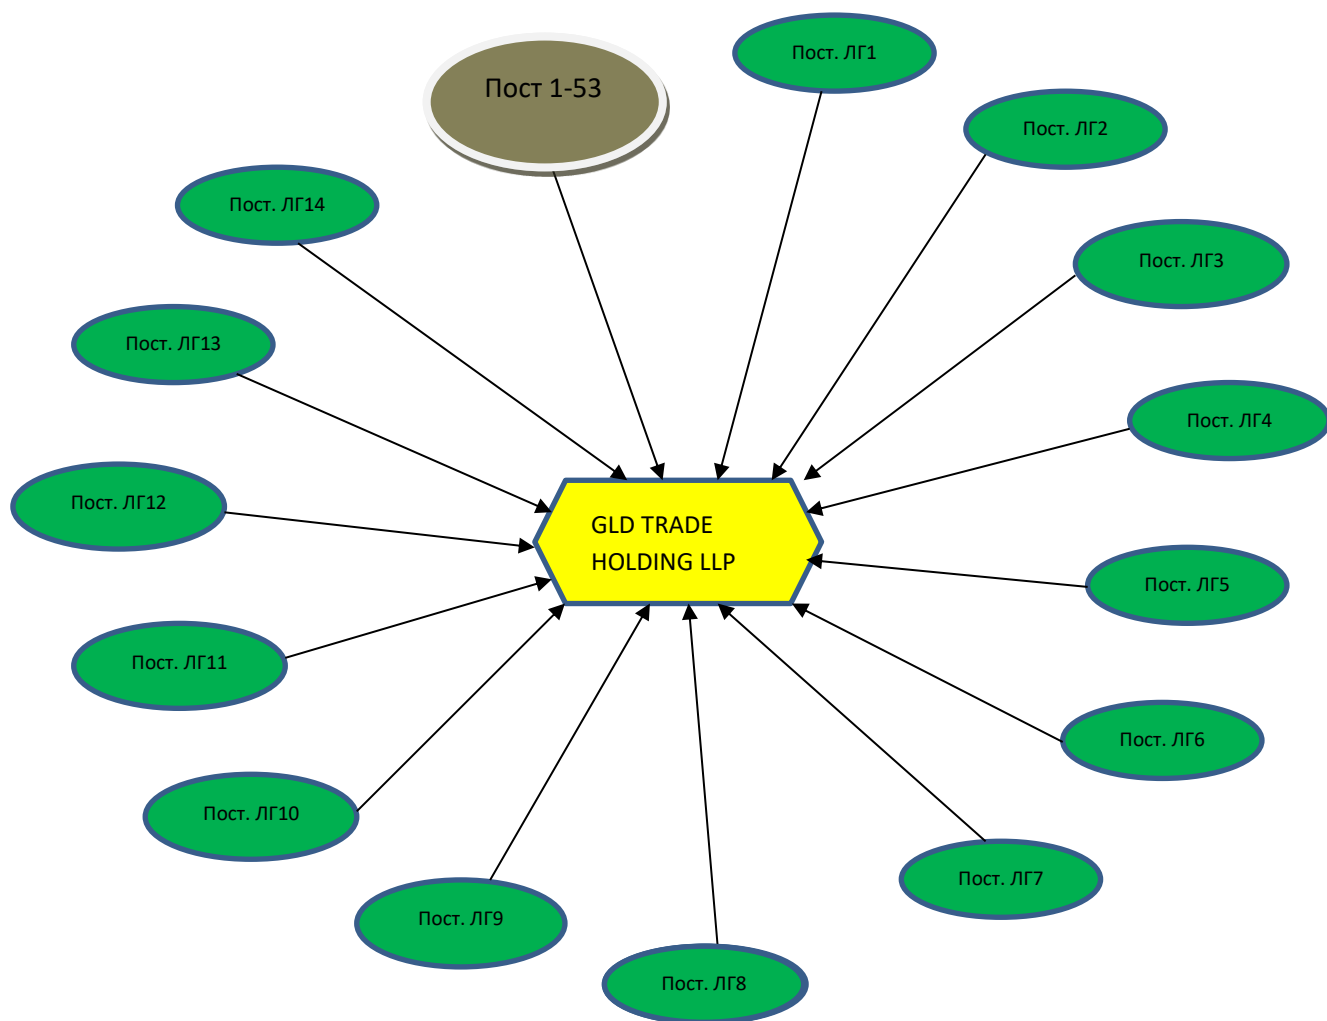 Пост. ЛГ1
Пост 1-53
Пост. ЛГ2
Пост. ЛГ14
Пост. ЛГ3
Пост. ЛГ13
Пост. ЛГ4
Пост. ЛГ12
GLD TRADE
HOLDING LLP
Пост. ЛГ5
Пост. ЛГ11
Пост. ЛГ6
Пост. ЛГ10
Пост. ЛГ7
Пост. ЛГ9
Пост. ЛГ8